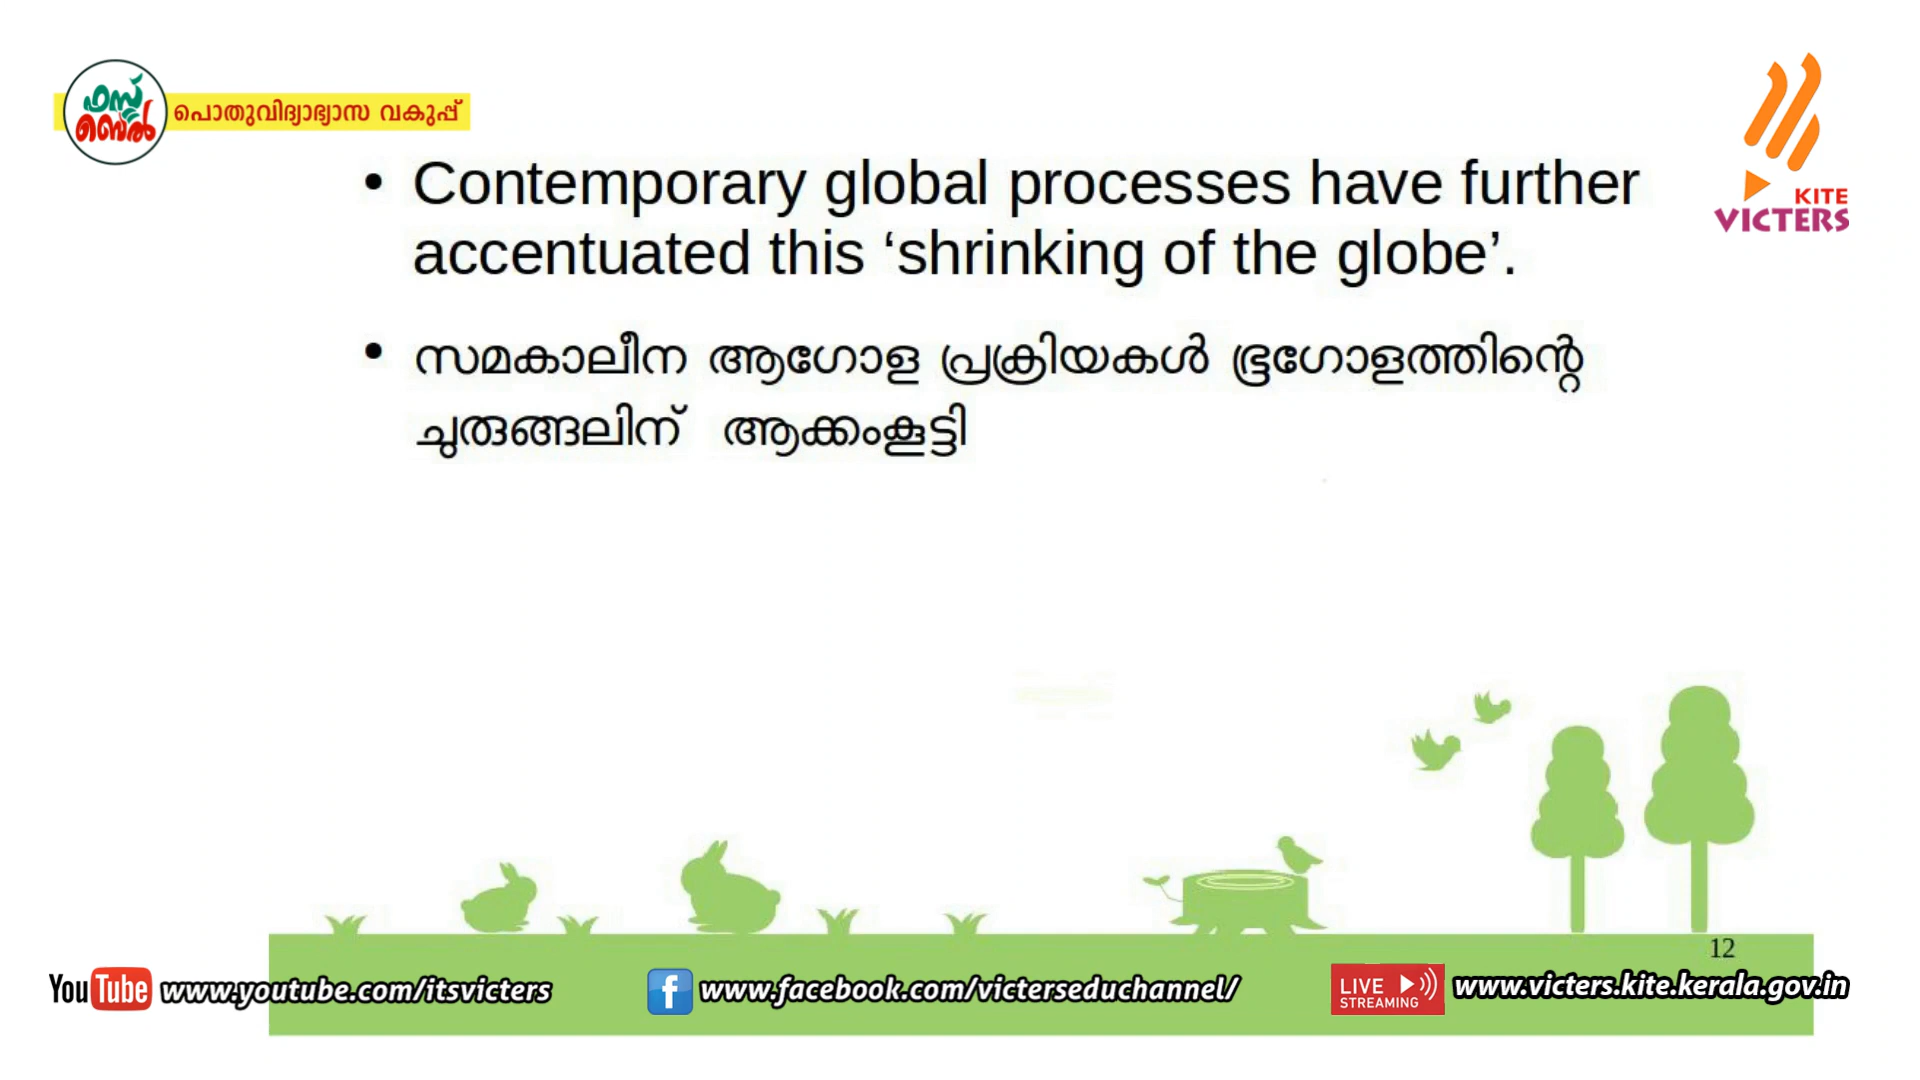 ഫസ്റ്റ്
ബെൽ
പൊതുവിദ്യാഭ്യാസ വകുപ്പ്
KITE
VICTERS
• Contemporary global processes have further
accentuated this ‘shrinking of the globe’.
• സമകാലീന ആഗോള പ്രക്രിയകൾ ഭൂഗോളത്തിന്റെ
ചുരുങ്ങലിന് ആക്കംകൂട്ടി
12
YouTube www.youtube.com/itsvicters
f www.facebook.com/victerseduchannel/
LIVE STREAMING www.victers.kite.kerala.gov.in